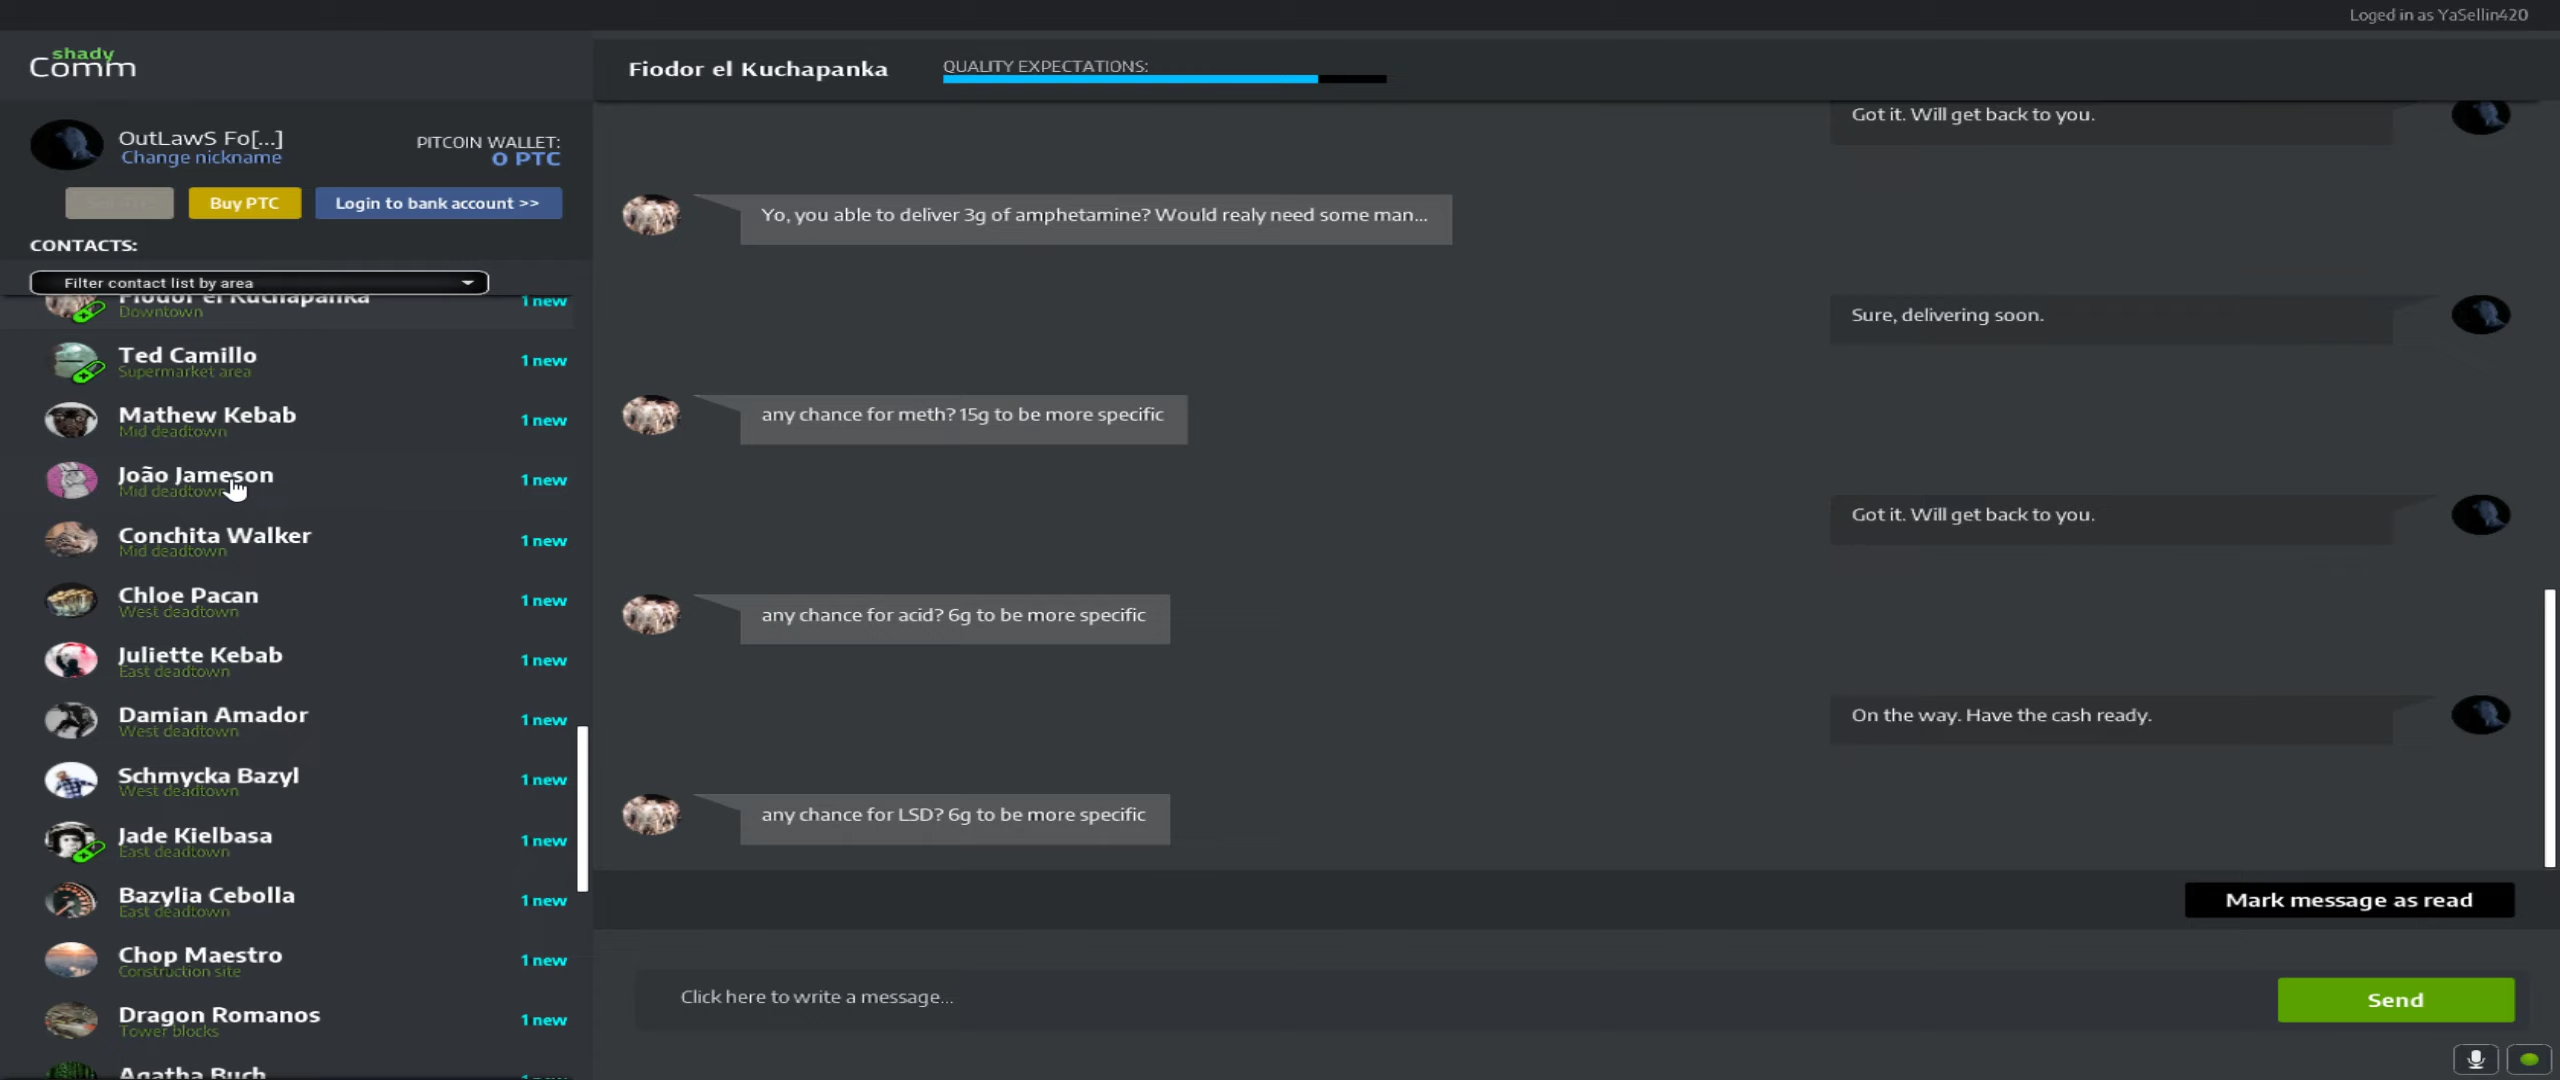 Loged in as YaSellin420
shady
Comm
OutLawS Fo[...]
Change nickname
PITCOIN WALLET:
0 PTC
Buy PTC
Login to bank account >>
CONTACTS:
Filter contact list by area
Fiodor el Kuchapanka
Downtown
1 new
Ted Camillo
Supermarket area
1 new
Mathew Kebab
Mid deadtown
1 new
João Jameson
Mid deadtown
1 new
Conchita Walker
Mid deadtown
1 new
Chloe Pacan
West deadtown
1 new
Juliette Kebab
East deadtown
1 new
Damian Amador
West deadtown
1 new
Schmycka Bazyl
West deadtown
1 new
Jade Kielbasa
East deadtown
1 new
Bazylia Cebolla
East deadtown
1 new
Chop Maestro
Construction site
1 new
Dragon Romanos
Tower blocks
1 new
Agatha Buch
Fiodor el Kuchapanka
QUALITY EXPECTATIONS:
Got it. Will get back to you.
Yo, you able to deliver 3g of amphetamine? Would realy need some man...
Sure, delivering soon.
any chance for meth? 15g to be more specific
Got it. Will get back to you.
any chance for acid? 6g to be more specific
On the way. Have the cash ready.
any chance for LSD? 6g to be more specific
Mark message as read
Click here to write a message...
Send